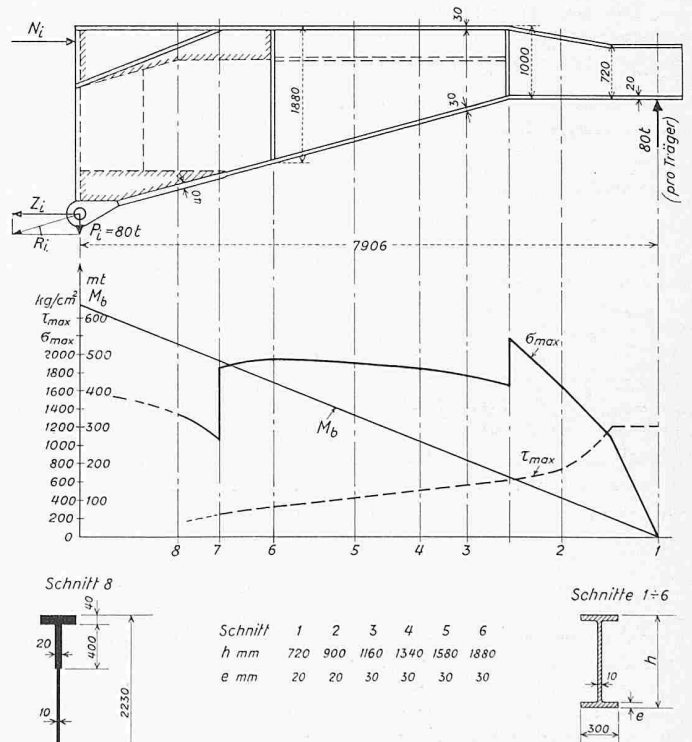 N_i
30
1000
720
20
1880
30
40
80t
(pro Träger)
Z_i
R_i
P_i = 80t
7906
mt
kg/cm² M_b
τ_max 600
σ_max
2000 500
1800
1600 400
1400
1200 300
1000
800 200
600
400 100
200
0
σ_max
M_b
τ_max
8 7 6 5 4 3 2 1
Schnitt 8
40
20
400
10
2230
Schnitt 1 2 3 4 5 6
h mm 720 900 1160 1340 1580 1880
e mm 20 20 30 30 30 30
Schnitte 1÷6
10
h
e
300